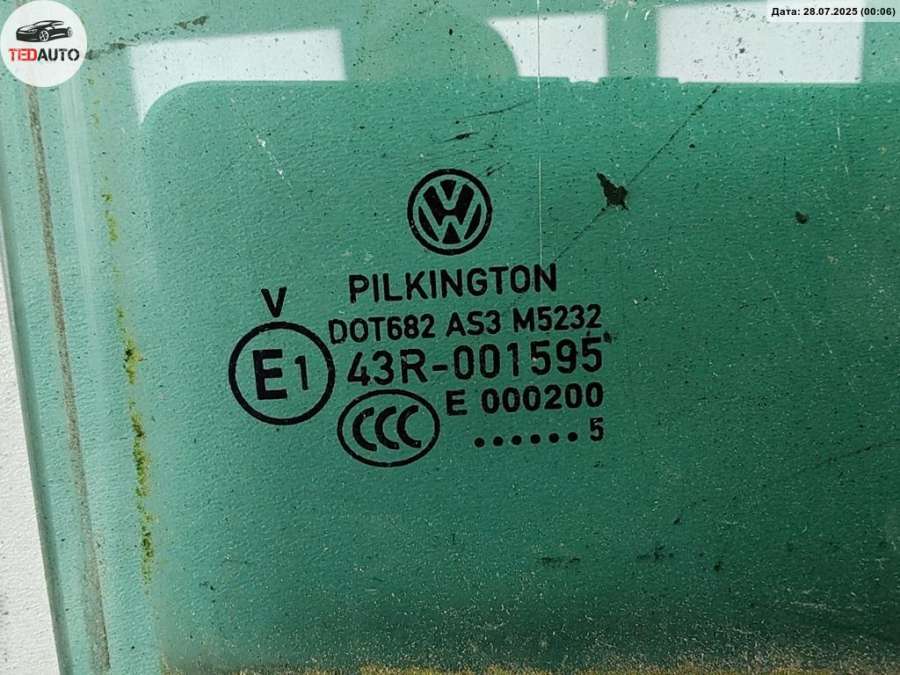 TEDAUTO
Дата: 28.07.2025 (00:06)
PILKINGTON
V
DOT682 AS3 M5232
E1 43R-001595
CCC E 000200
......5